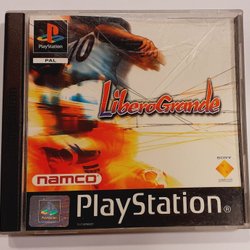 PlayStation
PAL
LiberoGrande
namco
SONY
PlayStation®